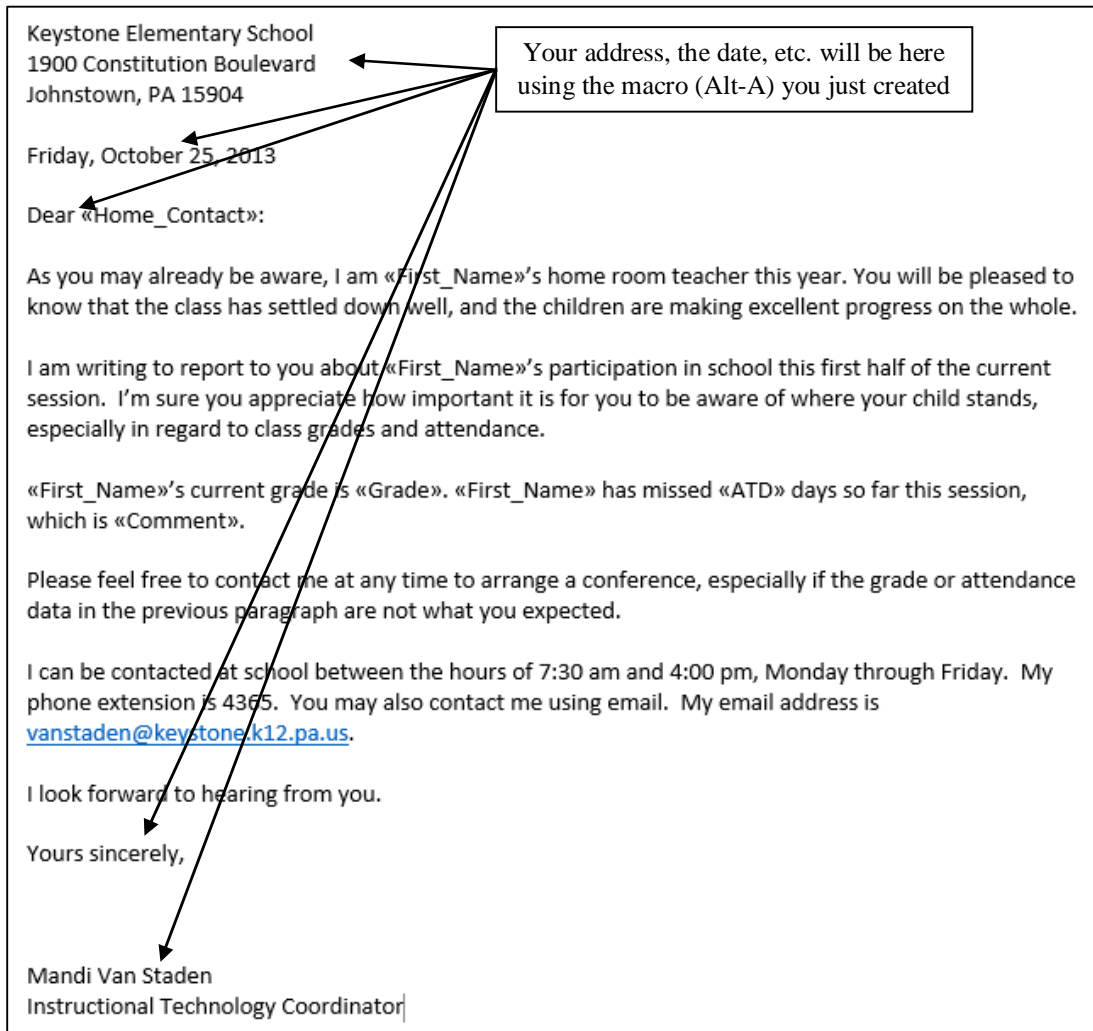 Keystone Elementary School
1900 Constitution Boulevard
Johnstown, PA 15904
Your address, the date, etc. will be here
using the macro (Alt-A) you just created
Friday, October 25, 2013
Dear «Home_Contact»:
As you may already be aware, I am «First_Name»’s home room teacher this year. You will be pleased to
know that the class has settled down well, and the children are making excellent progress on the whole.
I am writing to report to you about «First_Name»’s participation in school this first half of the current
session.  I’m sure you appreciate how important it is for you to be aware of where your child stands,
especially in regard to class grades and attendance.
«First_Name»’s current grade is «Grade». «First_Name» has missed «ATD» days so far this session,
which is «Comment».
Please feel free to contact me at any time to arrange a conference, especially if the grade or attendance
data in the previous paragraph are not what you expected.
I can be contacted at school between the hours of 7:30 am and 4:00 pm, Monday through Friday.  My
phone extension is 4365.  You may also contact me using email.  My email address is
vanstaden@keystone.k12.pa.us.
I look forward to hearing from you.
Yours sincerely,
Mandi Van Staden
Instructional Technology Coordinator